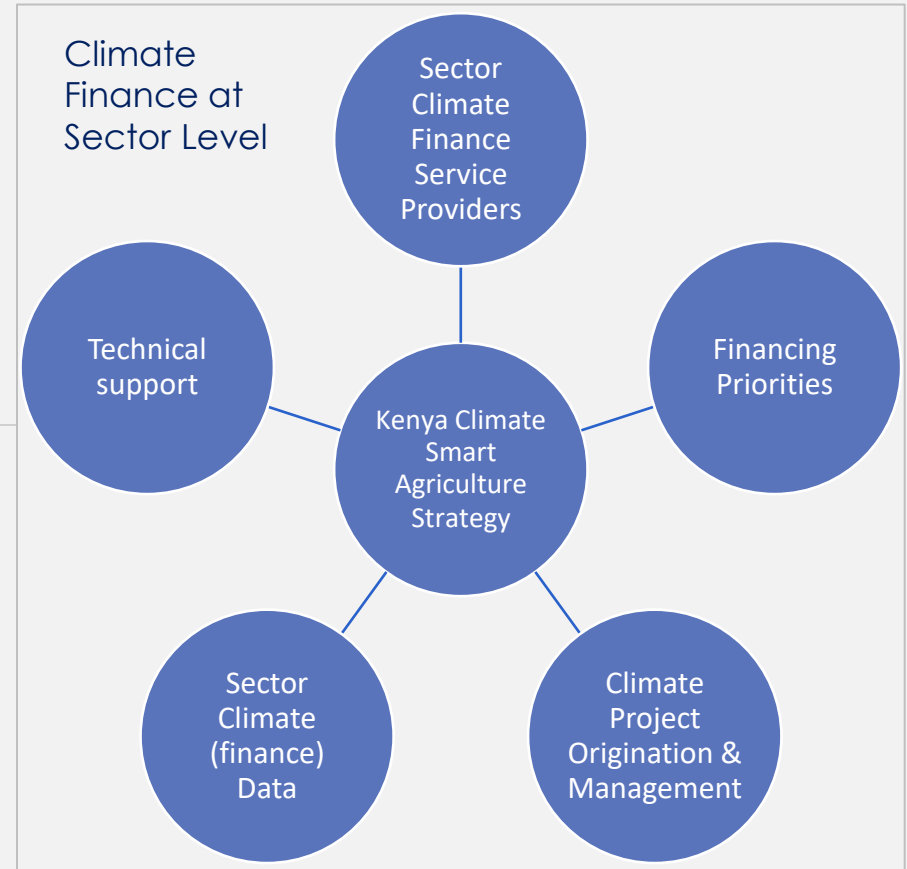 Climate
Finance at
Sector Level
Sector
Climate
Finance
Service
Providers
Technical
support
Financing
Priorities
Kenya Climate
Smart
Agriculture
Strategy
Sector
Climate
(finance)
Data
Climate
Project
Origination &
Management